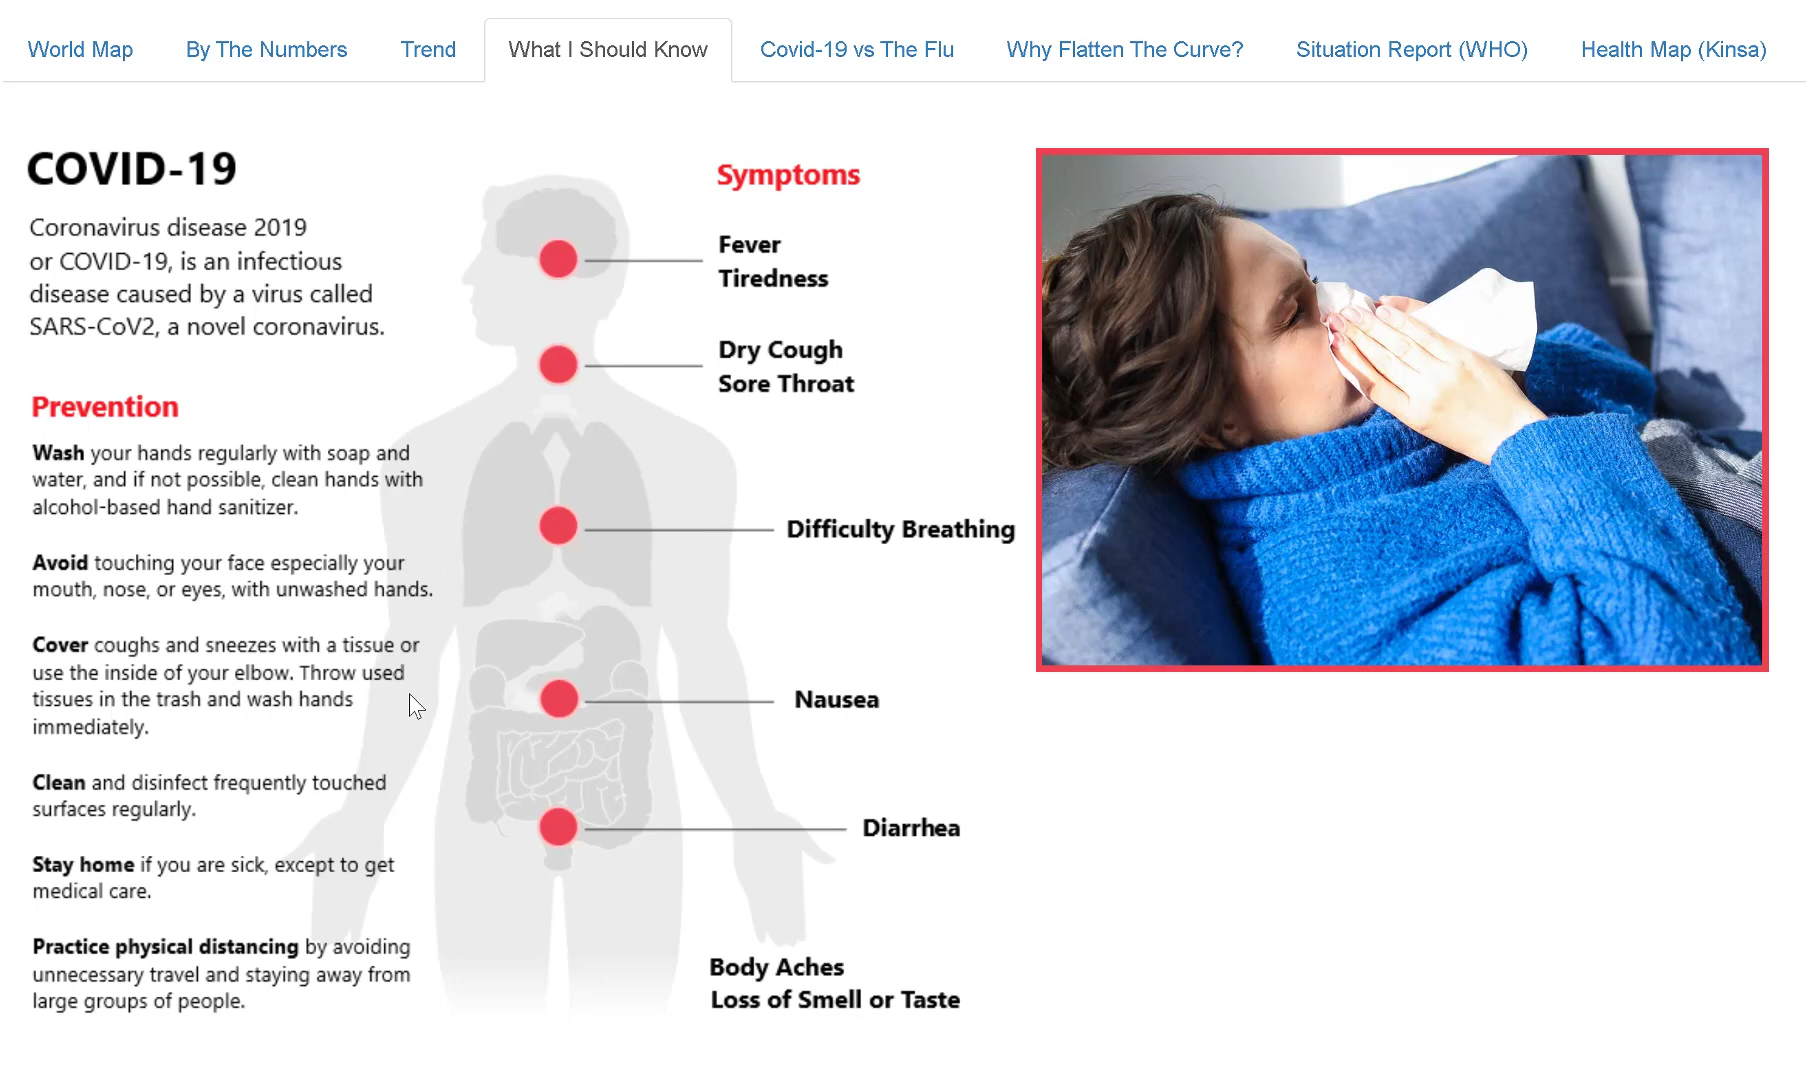 World Map
By The Numbers
Trend
What I Should Know
Covid-19 vs The Flu
Why Flatten The Curve?
Situation Report (WHO)
Health Map (Kinsa)
COVID-19
Coronavirus disease 2019
or COVID-19, is an infectious
disease caused by a virus called
SARS-CoV2, a novel coronavirus.
Prevention
Wash your hands regularly with soap and
water, and if not possible, clean hands with
alcohol-based hand sanitizer.
Avoid touching your face especially your
mouth, nose, or eyes, with unwashed hands.
Cover coughs and sneezes with a tissue or
use the inside of your elbow. Throw used
tissues in the trash and wash hands
immediately.
Clean and disinfect frequently touched
surfaces regularly.
Stay home if you are sick, except to get
medical care.
Practice physical distancing by avoiding
unnecessary travel and staying away from
large groups of people.
Symptoms
Fever
Tiredness
Dry Cough
Sore Throat
Difficulty Breathing
Nausea
Diarrhea
Body Aches
Loss of Smell or Taste